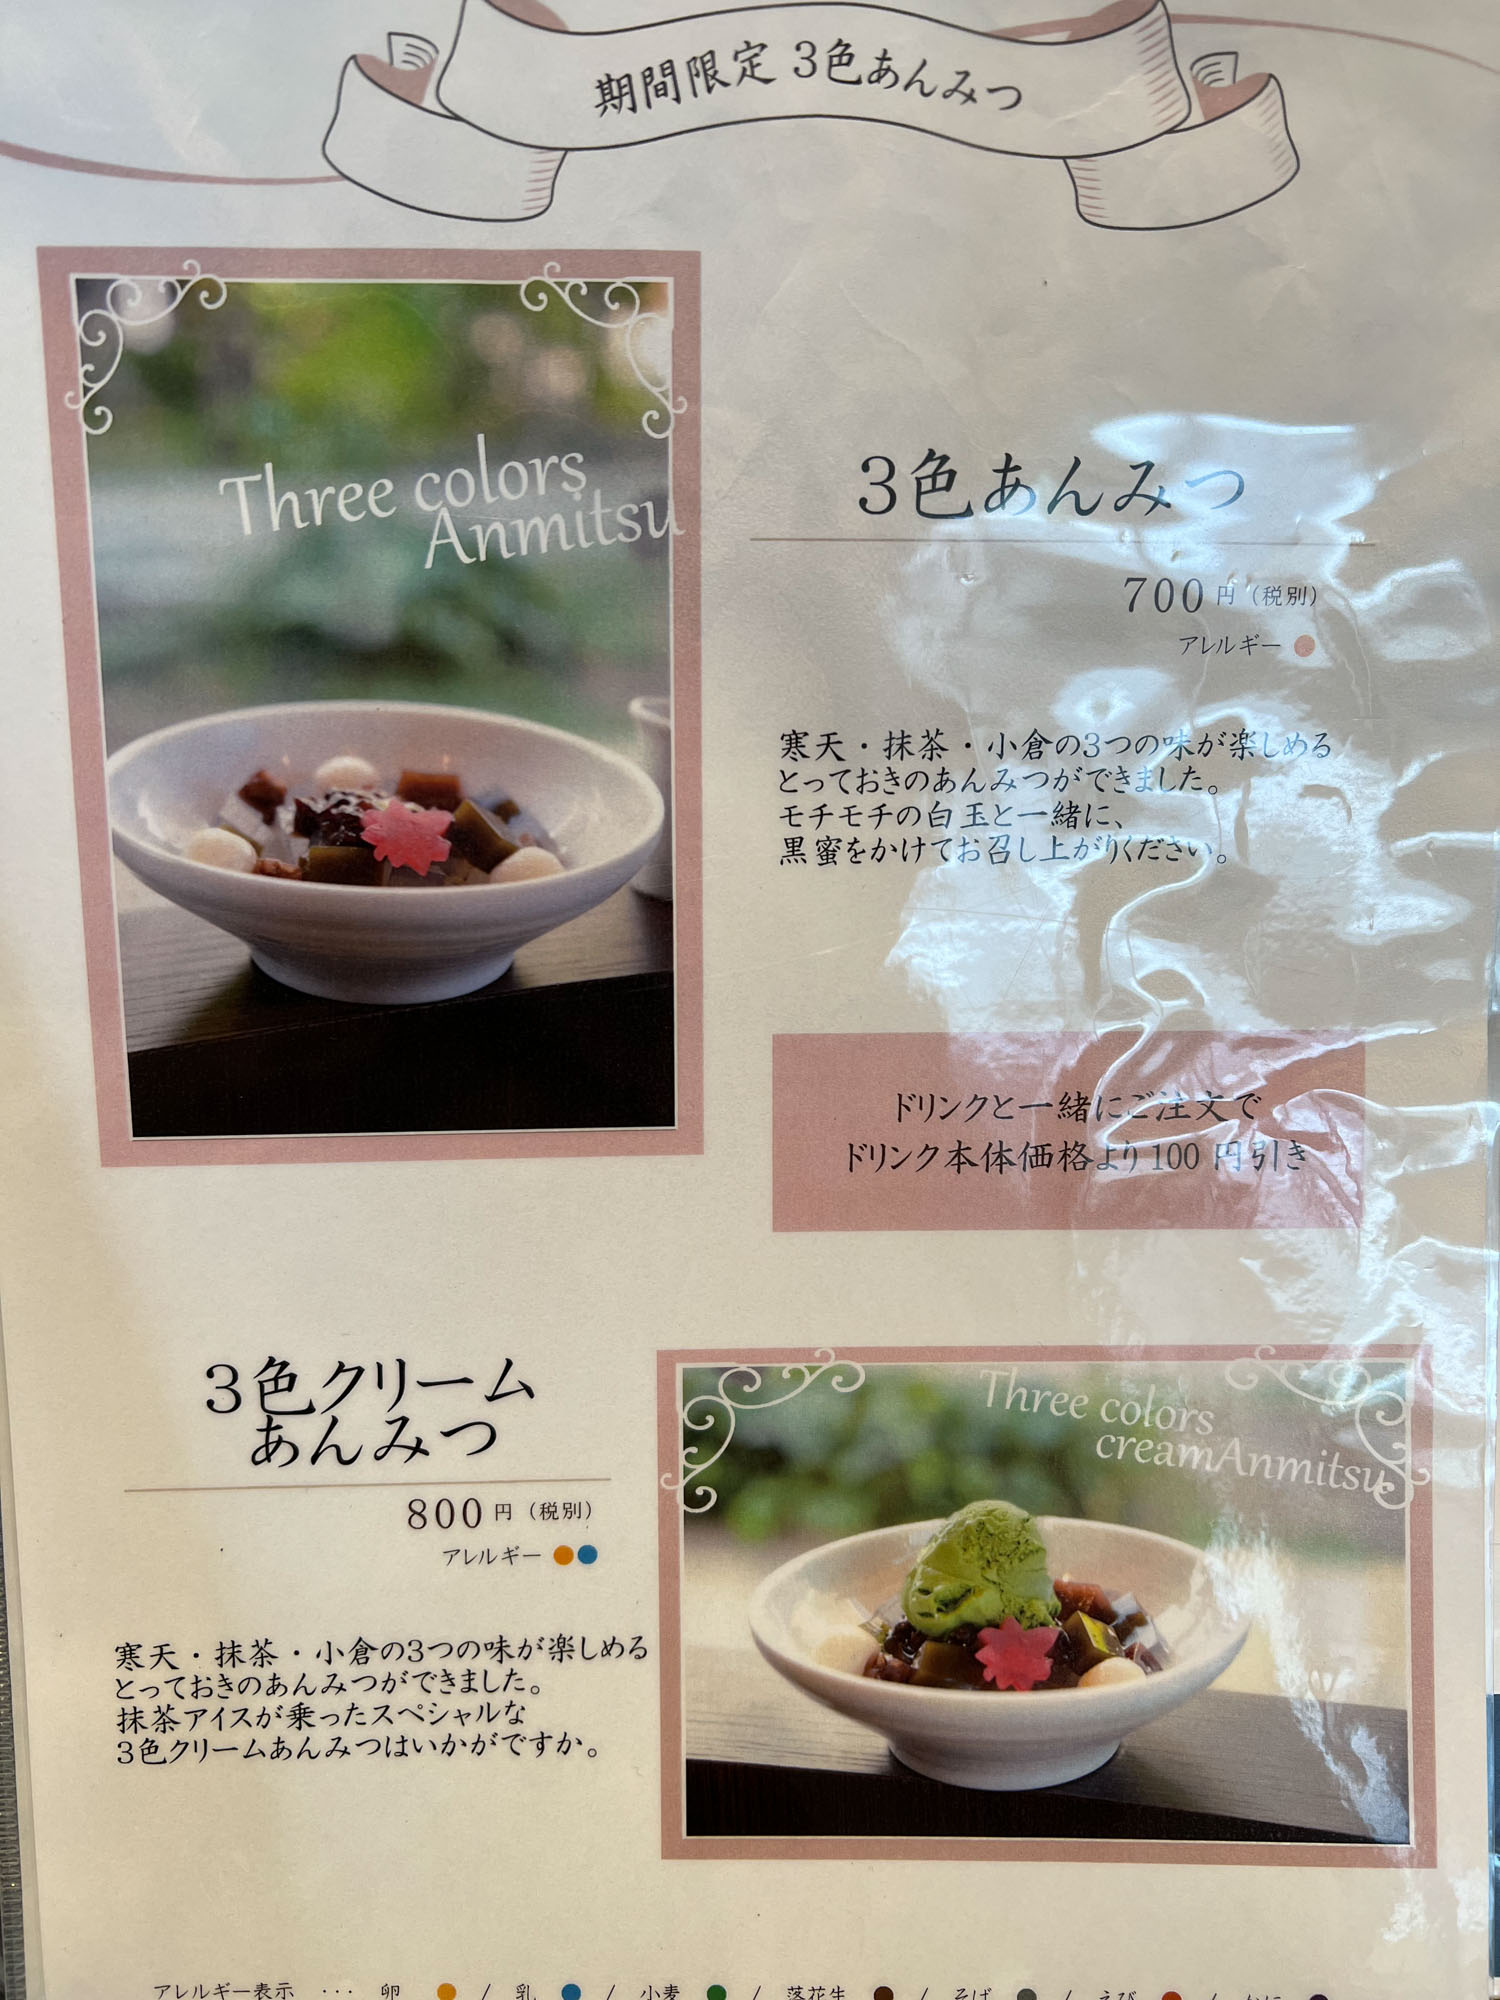 期間限定 3色あんみつ
Three colors
Anmitsu
3色あんみつ
700円（税別）
アレルギー
寒天・抹茶・小倉の3つの味が楽しめる
とっておきのあんみつができました。
モチモチの白玉と一緒に、
黒蜜をかけてお召し上がりください。
ドリンクと一緒にご注文で
ドリンク本体価格より100円引き
3色クリーム
あんみつ
800円（税別）
アレルギー
寒天・抹茶・小倉の3つの味が楽しめる
とっておきのあんみつができました。
抹茶アイスが乗ったスペシャルな
3色クリームあんみつはいかがですか。
Three colors
creamAnmitsu
アレルギー表示 ··· 卵 / 乳 / 小麦 / 落花生 / そば / えび / かに